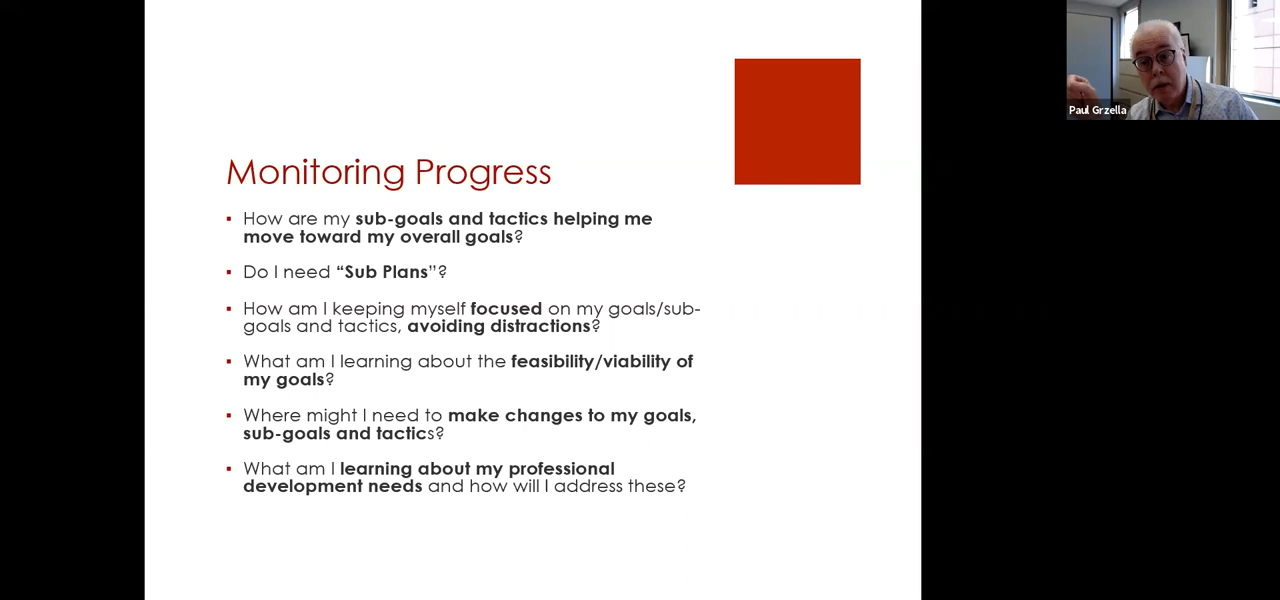 Paul Grzella
Monitoring Progress
▪ How are my sub-goals and tactics helping me
move toward my overall goals?
▪ Do I need “Sub Plans”?
▪ How am I keeping myself focused on my goals/sub-
goals and tactics, avoiding distractions?
▪ What am I learning about the feasibility/viability of
my goals?
▪ Where might I need to make changes to my goals,
sub-goals and tactics?
▪ What am I learning about my professional
development needs and how will I address these?